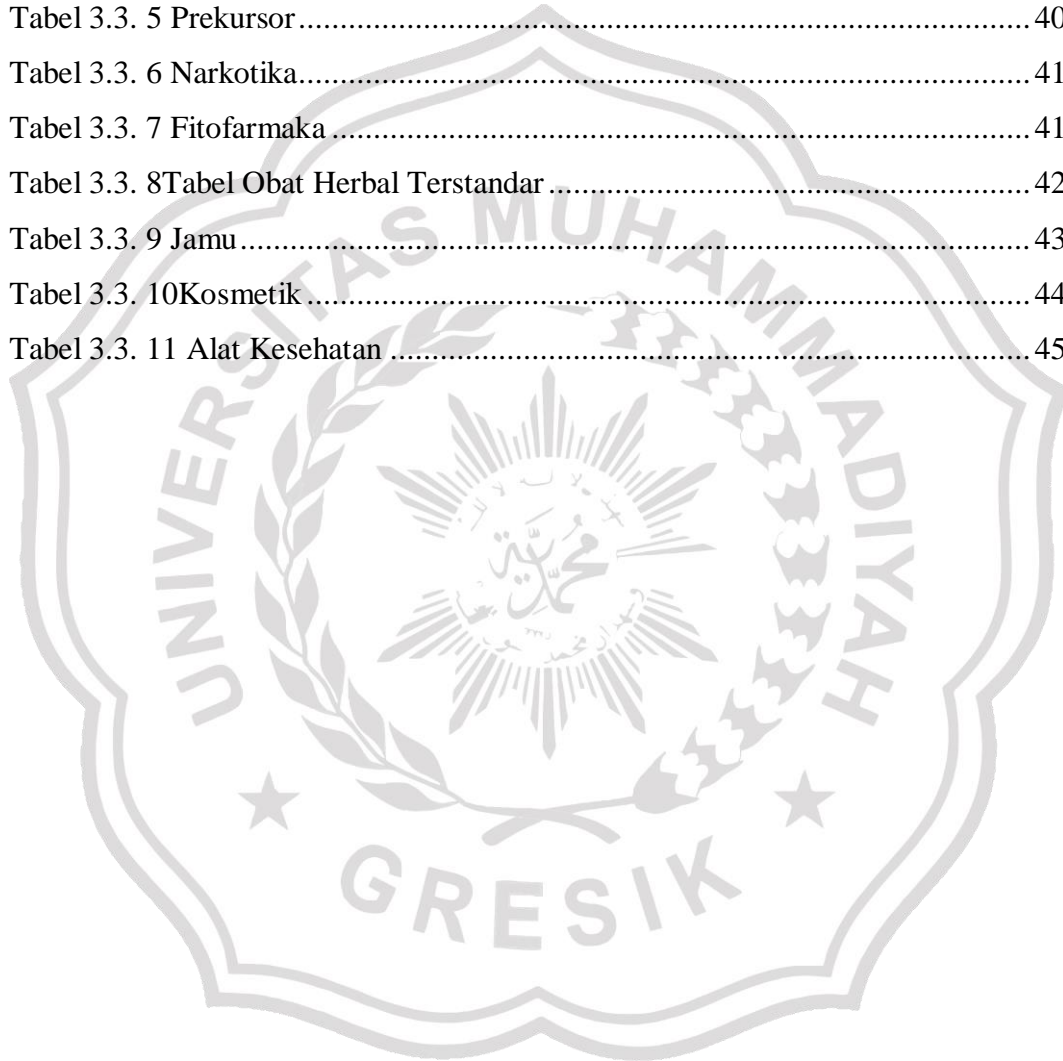 Tabel 3.3. 5 Prekursor........................................................................................... 40
Tabel 3.3. 6 Narkotika........................................................................................... 41
Tabel 3.3. 7 Fitofarmaka ....................................................................................... 41
Tabel 3.3. 8Tabel Obat Herbal Terstandar ............................................................ 42
Tabel 3.3. 9 Jamu................................................................................................... 43
Tabel 3.3. 10Kosmetik .......................................................................................... 44
Tabel 3.3. 11 Alat Kesehatan ................................................................................ 45
UNIVERSITAS MUHAMMADIYAH
GRESIK